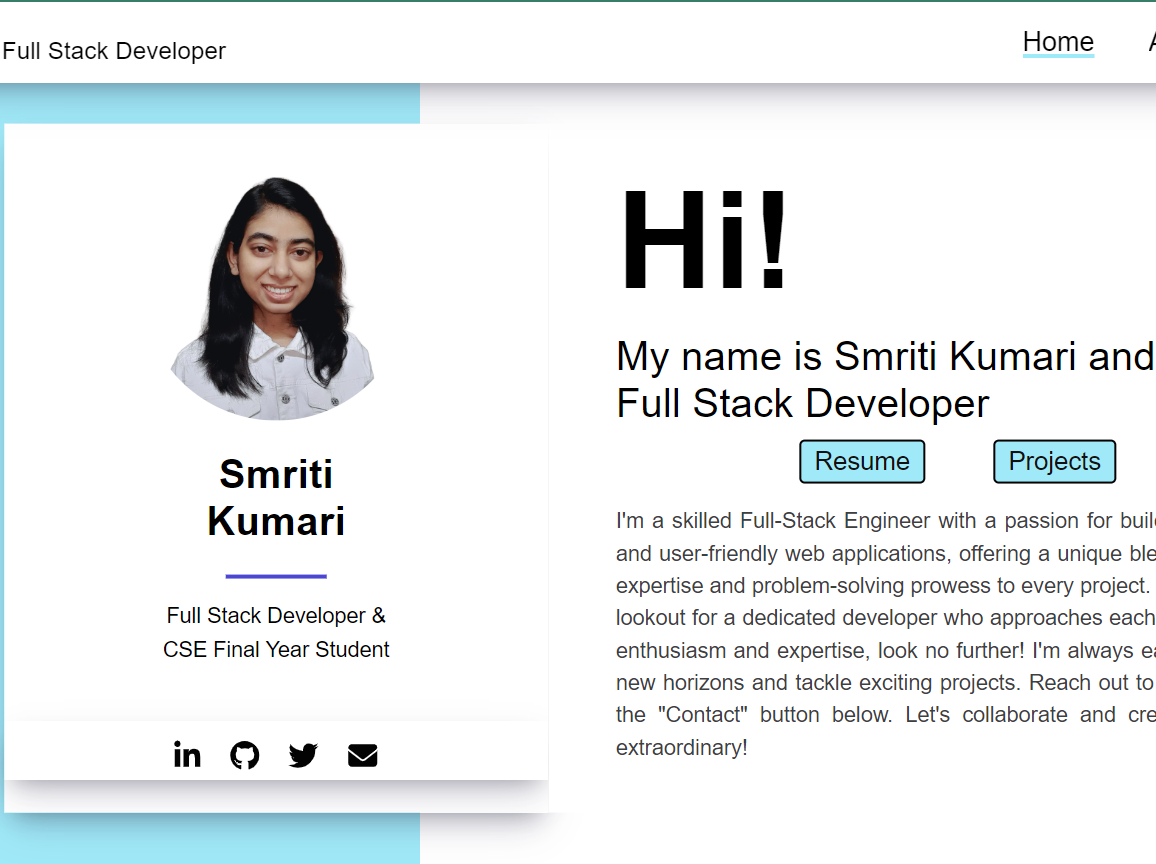 Full Stack Developer
Home
Hi!
My name is Smriti Kumari and
Full Stack Developer
Resume
Projects
I'm a skilled Full-Stack Engineer with a passion for
and user-friendly web applications, offering a unique
expertise and problem-solving prowess to every project.
lookout for a dedicated developer who approaches each
enthusiasm and expertise, look no further! I'm always
new horizons and tackle exciting projects. Reach out to
the "Contact" button below. Let's collaborate and
extraordinary!
Smriti
Kumari
Full Stack Developer &
CSE Final Year Student
in